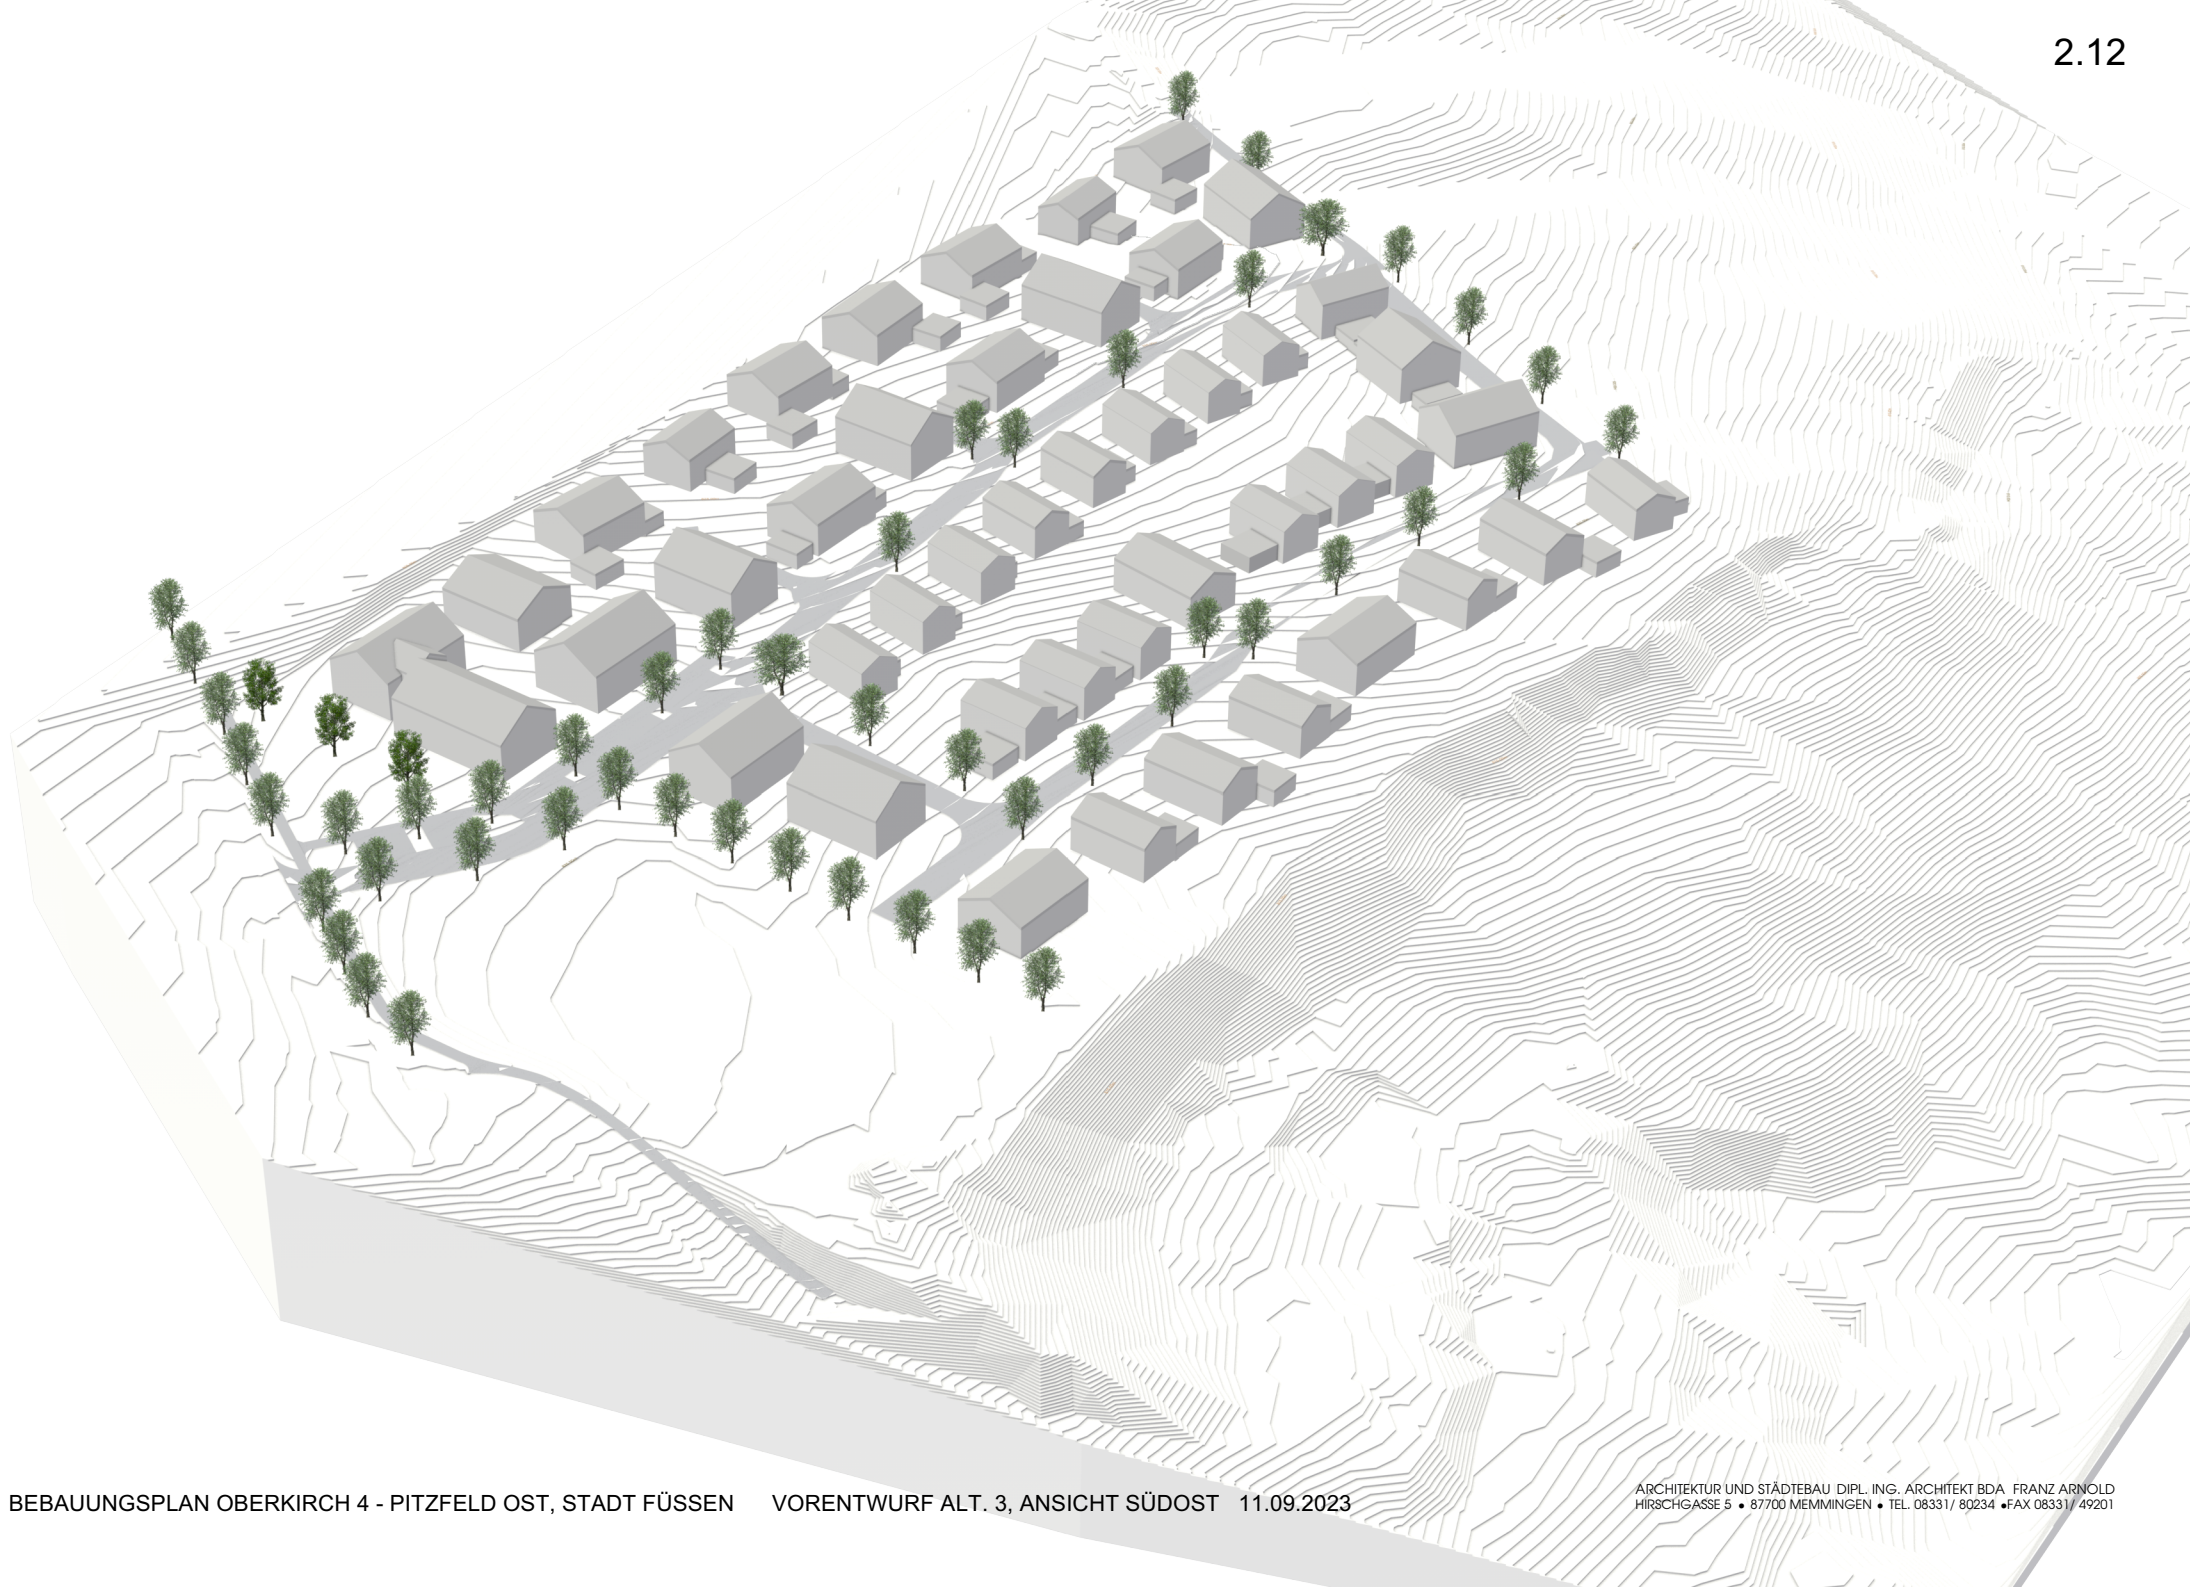 2.12
BEBAUUNGSPLAN OBERKIRCH 4 - PITZFELD OST, STADT FÜSSEN VORENTWURF ALT. 3, ANSICHT SÜDOST 11.09.2023
ARCHITEKTUR UND STÄDTEBAU DIPL. ING. ARCHITEKT BDA FRANZ ARNOLD
HIRSCHGASSE 5 • 87700 MEMMINGEN • TEL. 08331/ 80234 •FAX 08331/ 49201